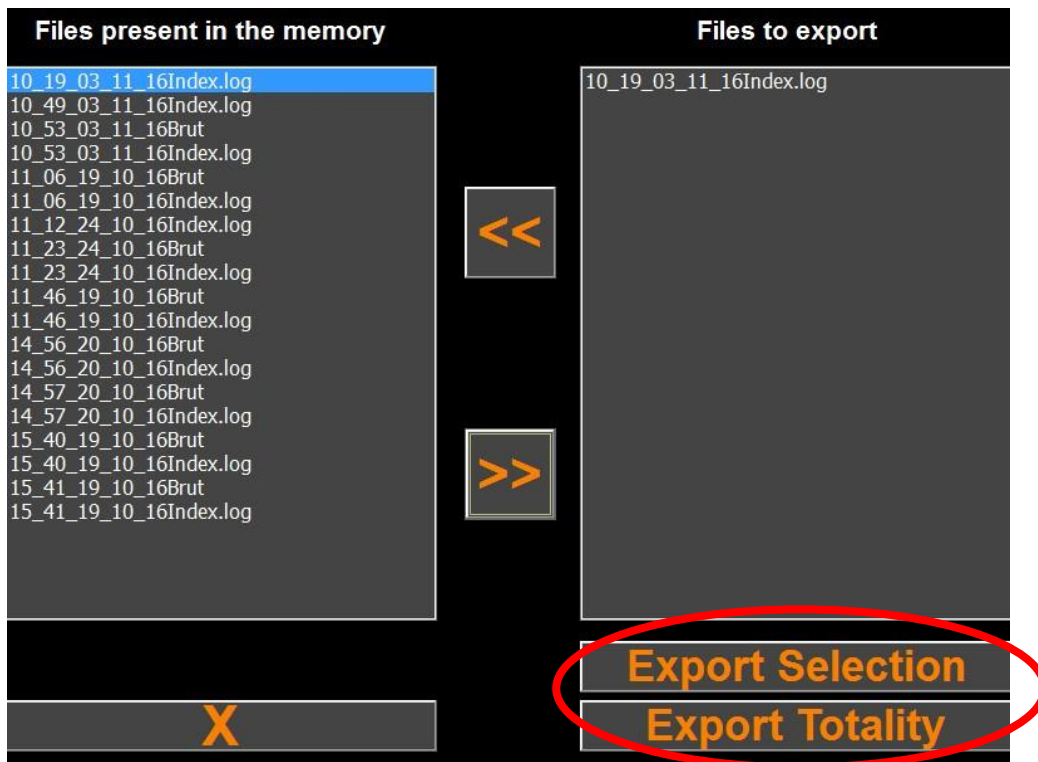 Files present in the memory
10_19_03_11_16Index.log
10_49_03_11_16Index.log
10_53_03_11_16Brut
10_53_03_11_16Index.log
11_06_19_10_16Brut
11_06_19_10_16Index.log
11_12_24_10_16Index.log
11_23_24_10_16Brut
11_23_24_10_16Index.log
11_46_19_10_16Brut
11_46_19_10_16Index.log
14_56_20_10_16Brut
14_56_20_10_16Index.log
14_57_20_10_16Brut
14_57_20_10_16Index.log
15_40_19_10_16Brut
15_40_19_10_16Index.log
15_41_19_10_16Brut
15_41_19_10_16Index.log
<<
>>
Files to export
10_19_03_11_16Index.log
X
Export Selection
Export Totality